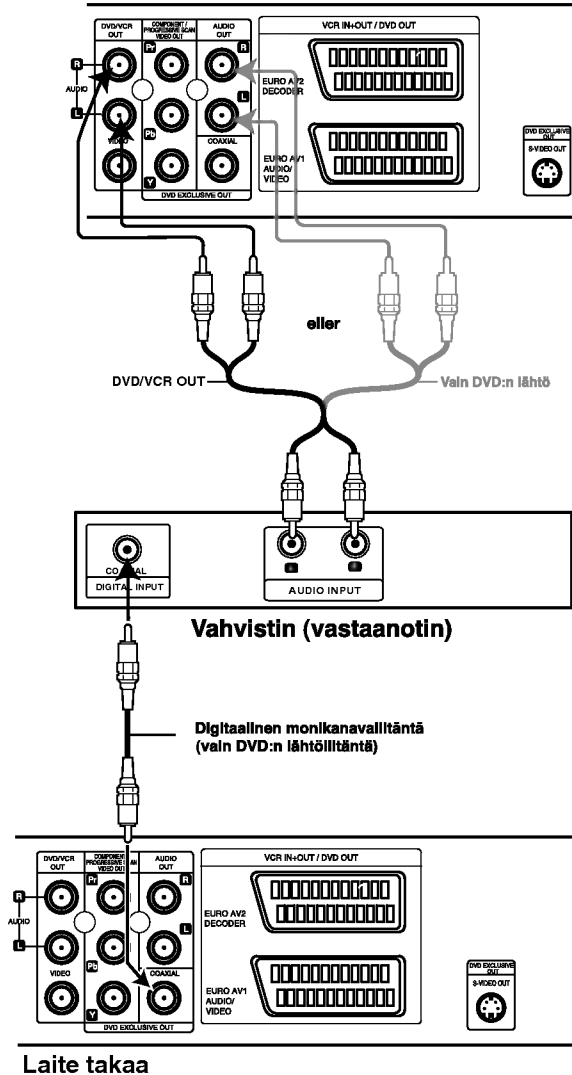 DVD/VCR
OUT
COMPONENT /
PROGRESSIVE SCAN
VIDEO OUT
AUDIO
OUT
VCR IN+OUT / DVD OUT
Pr
R
R
AUDIO
EURO AV2
DECODER
L
L
VIDEO
Pb
COAXIAL
EURO AV1
AUDIO/
VIDEO
DVD EXCLUSIVE
OUT
S-VIDEO OUT
Y
DVD EXCLUSIVE OUT
eller
DVD/VCR OUT
Vain DVD:n lähtö
COAXIAL
DIGITAL INPUT
AUDIO INPUT
Vahvistin (vastaanotin)
Digitaalinen monikanavaliitäntä
(vain DVD:n lähtöliitäntä)
DVD/VCR
OUT
COMPONENT /
PROGRESSIVE SCAN
VIDEO OUT
AUDIO
OUT
VCR IN+OUT / DVD OUT
Pr
R
R
AUDIO
EURO AV2
DECODER
L
L
VIDEO
Pb
COAXIAL
EURO AV1
AUDIO/
VIDEO
DVD EXCLUSIVE
OUT
S-VIDEO OUT
Y
DVD EXCLUSIVE OUT
Laite takaa